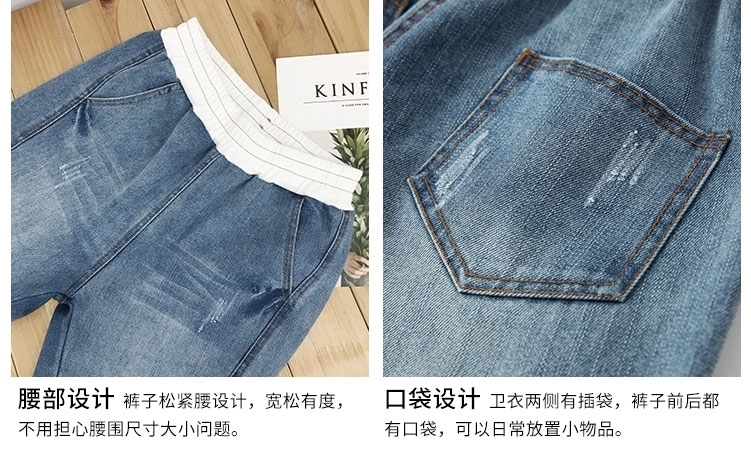 KINF
腰部设计 裤子松紧腰设计，宽松有度，
不用担心腰围尺寸大小问题。
口袋设计 卫衣两侧有插袋，裤子前后都
有口袋，可以日常放置小物品。